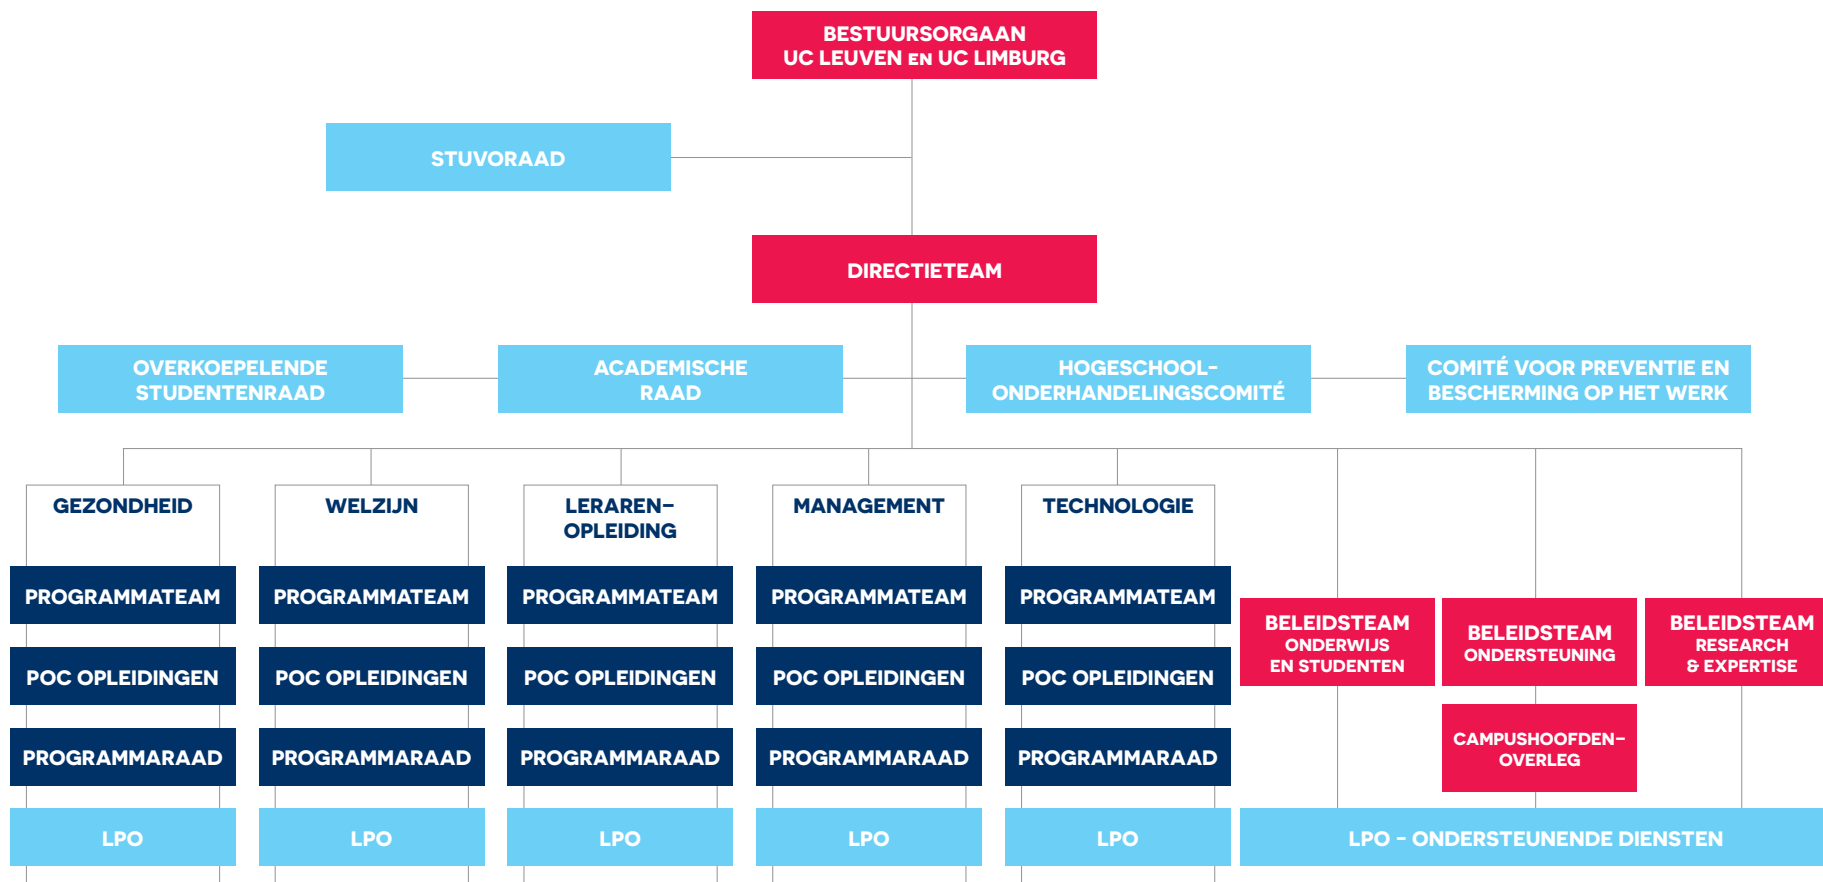 BESTUURSORGAAN
UC LEUVEN EN UC LIMBURG
STUVORAAD
DIRECTIETEAM
OVERKOEPELENDE
STUDENTENRAAD
ACADEMISCHE
RAAD
HOGESCHOOL-
ONDERHANDELINGSCOMITÉ
COMITÉ VOOR PREVENTIE EN
BESCHERMING OP HET WERK
GEZONDHEID
WELZIJN
LERAREN-
OPLEIDING
MANAGEMENT
TECHNOLOGIE
PROGRAMMATEAM
PROGRAMMATEAM
PROGRAMMATEAM
PROGRAMMATEAM
PROGRAMMATEAM
BELEIDSTEAM
ONDERWIJS
EN STUDENTEN
BELEIDSTEAM
ONDERSTEUNING
BELEIDSTEAM
RESEARCH
& EXPERTISE
POC OPLEIDINGEN
POC OPLEIDINGEN
POC OPLEIDINGEN
POC OPLEIDINGEN
POC OPLEIDINGEN
PROGRAMMARAAD
PROGRAMMARAAD
PROGRAMMARAAD
PROGRAMMARAAD
PROGRAMMARAAD
CAMPUSHOOFDEN-
OVERLEG
LPO
LPO
LPO
LPO
LPO
LPO - ONDERSTEUNENDE DIENSTEN